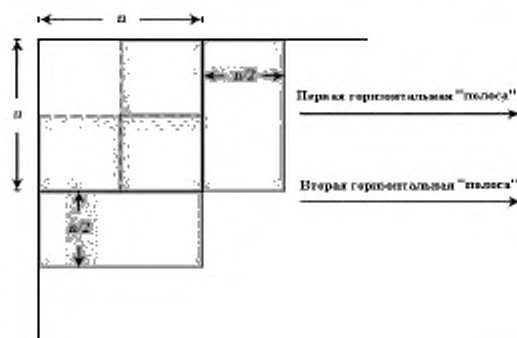 n
n/2
n
Первая горизонтальная "полоса"
Вторая горизонтальная "полоса"
n/2